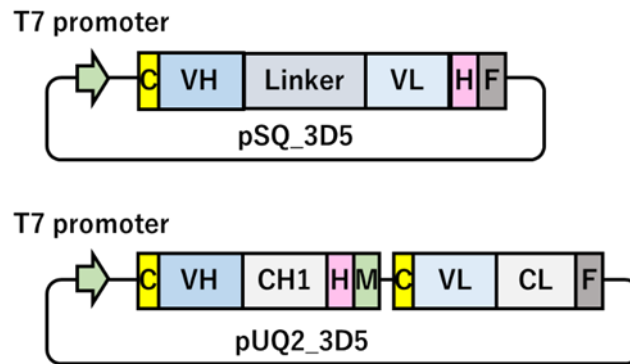 T7 promoter
C VH Linker VL H F
pSQ_3D5
T7 promoter
C VH CH1 H M C VL CL F
pUQ2_3D5